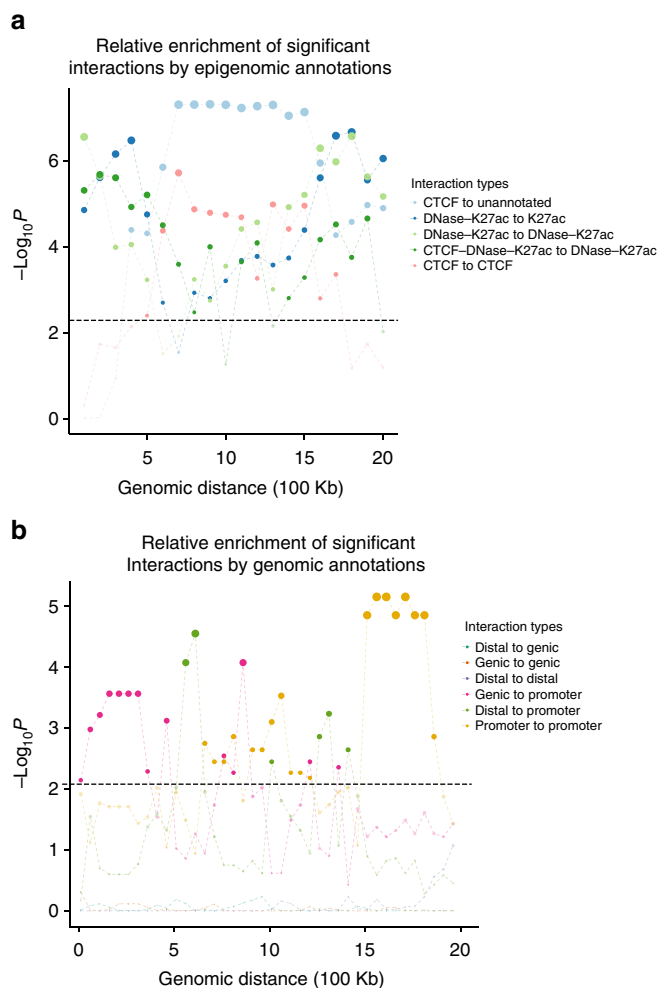 a
Relative enrichment of significant
interactions by epigenomic annotations
–Log10P
6
4
2
0
5
10
15
20
Genomic distance (100 Kb)
Interaction types
CTCF to unannotated
DNase–K27ac to K27ac
DNase–K27ac to DNase–K27ac
CTCF–DNase–K27ac to DNase–K27ac
CTCF to CTCF
b
Relative enrichment of significant
Interactions by genomic annotations
–Log10P
5
4
3
2
1
0
0
5
10
15
20
Genomic distance (100 Kb)
Interaction types
Distal to genic
Genic to genic
Distal to distal
Genic to promoter
Distal to promoter
Promoter to promoter